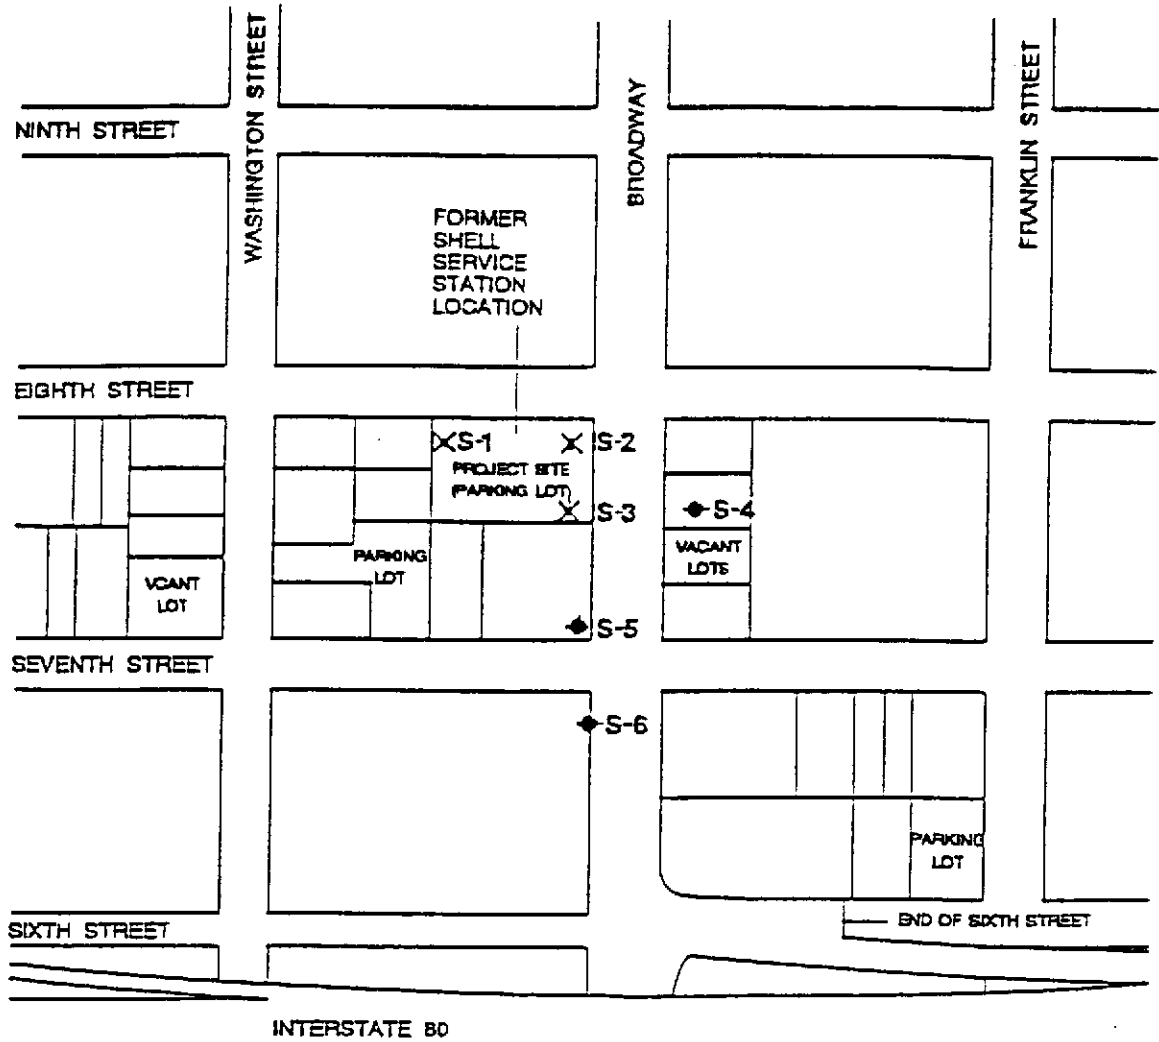 WASHINGTON STREET
BROADWAY
FRANKLIN STREET
NINTH STREET
FORMER
SHELL
SERVICE
STATION
LOCATION
EIGHTH STREET
S-1
S-2
PROJECT SITE
(PARKING LOT)
S-3
S-4
PARKING
LOT
VACANT
LOTS
VCANT
LOT
S-5
SEVENTH STREET
S-6
PARKING
LOT
END OF SIXTH STREET
SIXTH STREET
INTERSTATE 80